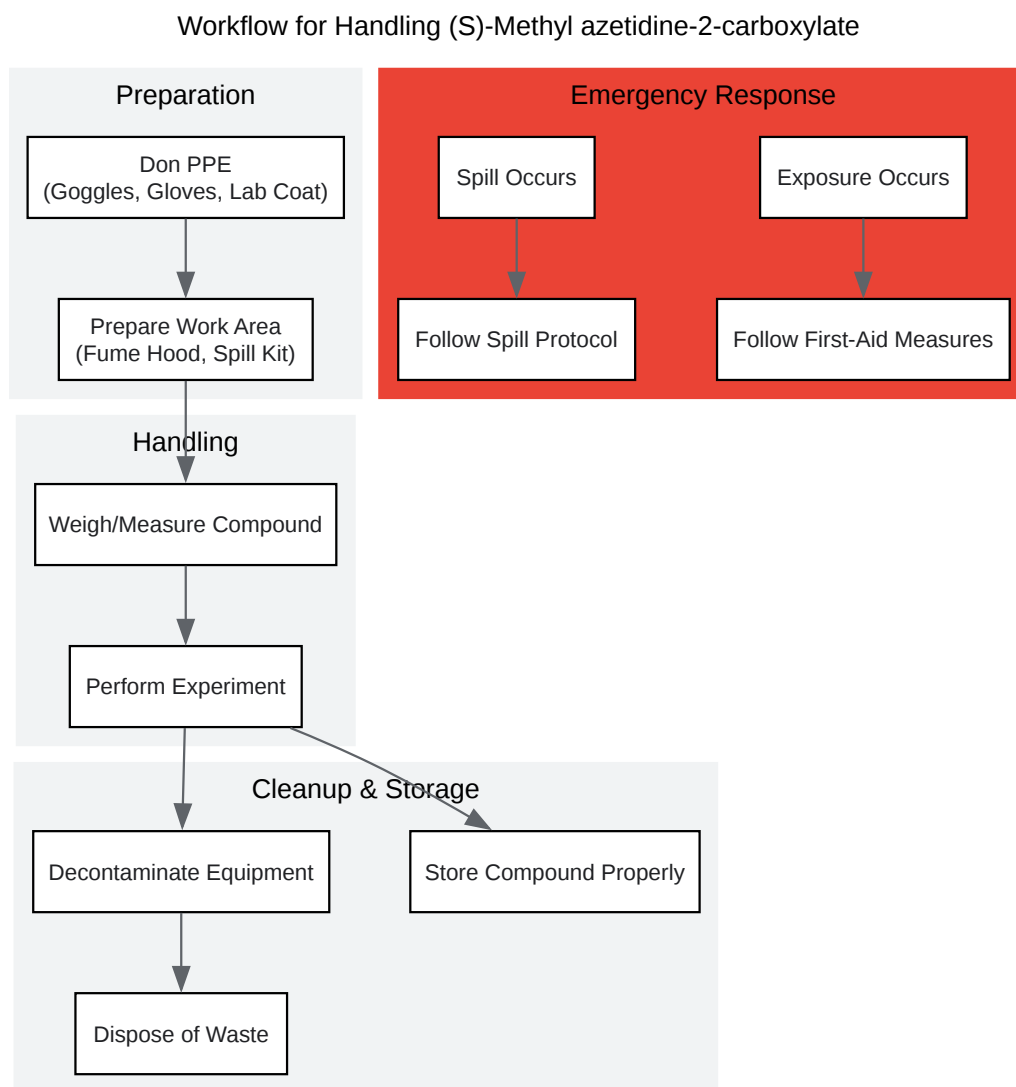 Workflow for Handling (S)-Methyl azetidine-2-carboxylate
Preparation
Don PPE
(Goggles, Gloves, Lab Coat)
Prepare Work Area
(Fume Hood, Spill Kit)
Emergency Response
Spill Occurs
Exposure Occurs
Follow Spill Protocol
Follow First-Aid Measures
Handling
Weigh/Measure Compound
Perform Experiment
Cleanup & Storage
Decontaminate Equipment
Store Compound Properly
Dispose of Waste